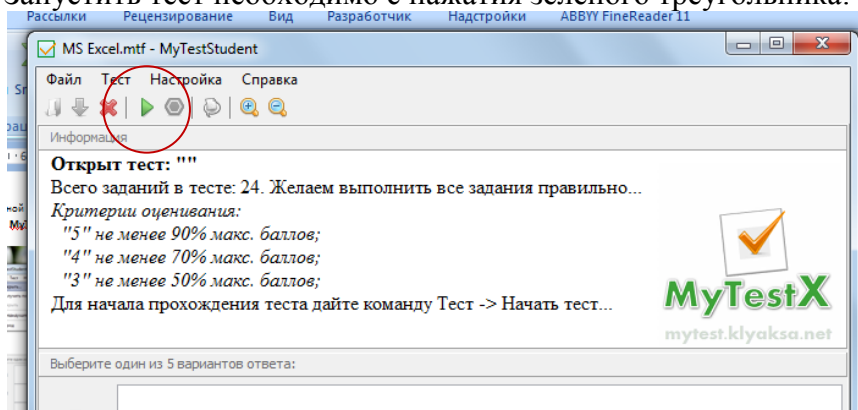 Запустить тест необходимо с нажатия зеленого треугольника.
Рассылки Рецензирование Вид Разработчик Надстройки ABBYY FineReader 11
MS Excel.mtf - MyTestStudent
Файл Тест Настройка Справка
Информация
Открыт тест: ""
Всего заданий в тесте: 24. Желаем выполнить все задания правильно...
Критерии оценивания:
"5" не менее 90% макс. баллов;
"4" не менее 70% макс. баллов;
"3" не менее 50% макс. баллов;
Для начала прохождения теста дайте команду Тест -> Начать тест...
MyTestX
mytest.klyaksa.net
Выберите один из 5 вариантов ответа: